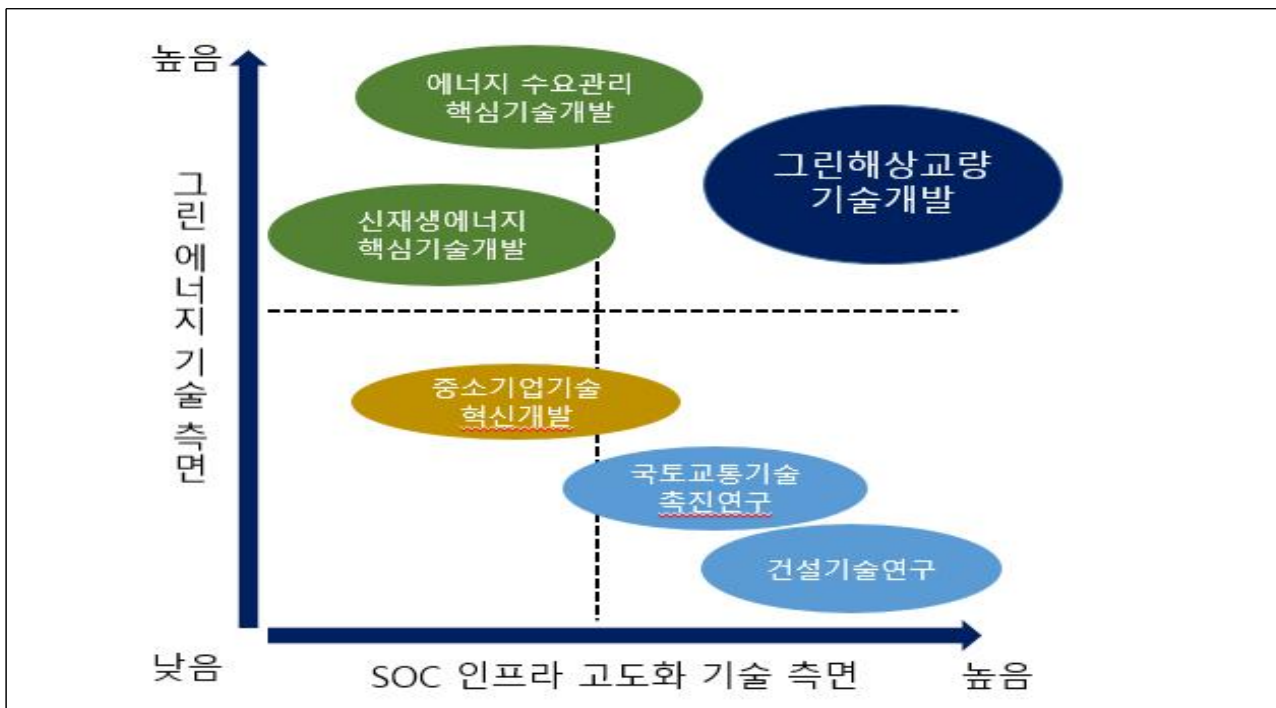 높음
에너지 수요관리
핵심기술개발
그린해상교량
기술개발
그린 에너지 기술 측면
신재생에너지
핵심기술개발
중소기업기술
혁신개발
국토교통기술
촉진연구
건설기술연구
낮음
SOC 인프라 고도화 기술 측면
높음